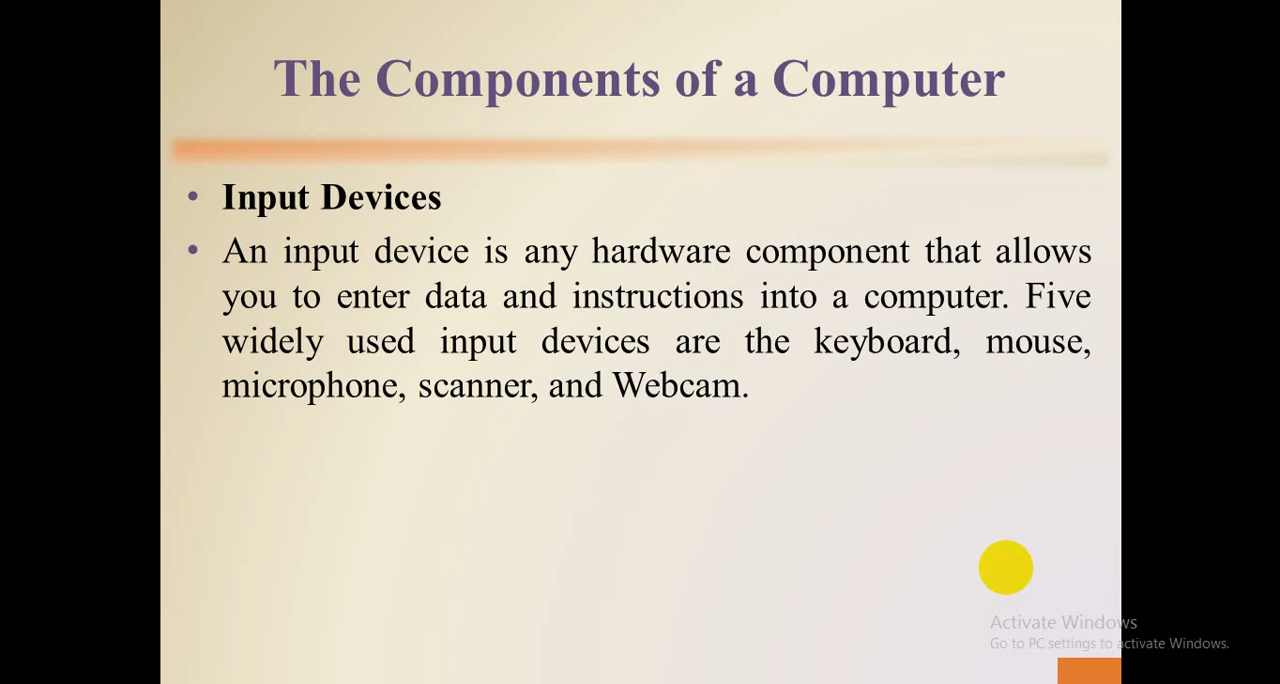 The Components of a Computer
• Input Devices
• An input device is any hardware component that allows
you to enter data and instructions into a computer. Five
widely used input devices are the keyboard, mouse,
microphone, scanner, and Webcam.
Activate Windows
Go to PC settings to activate Windows.